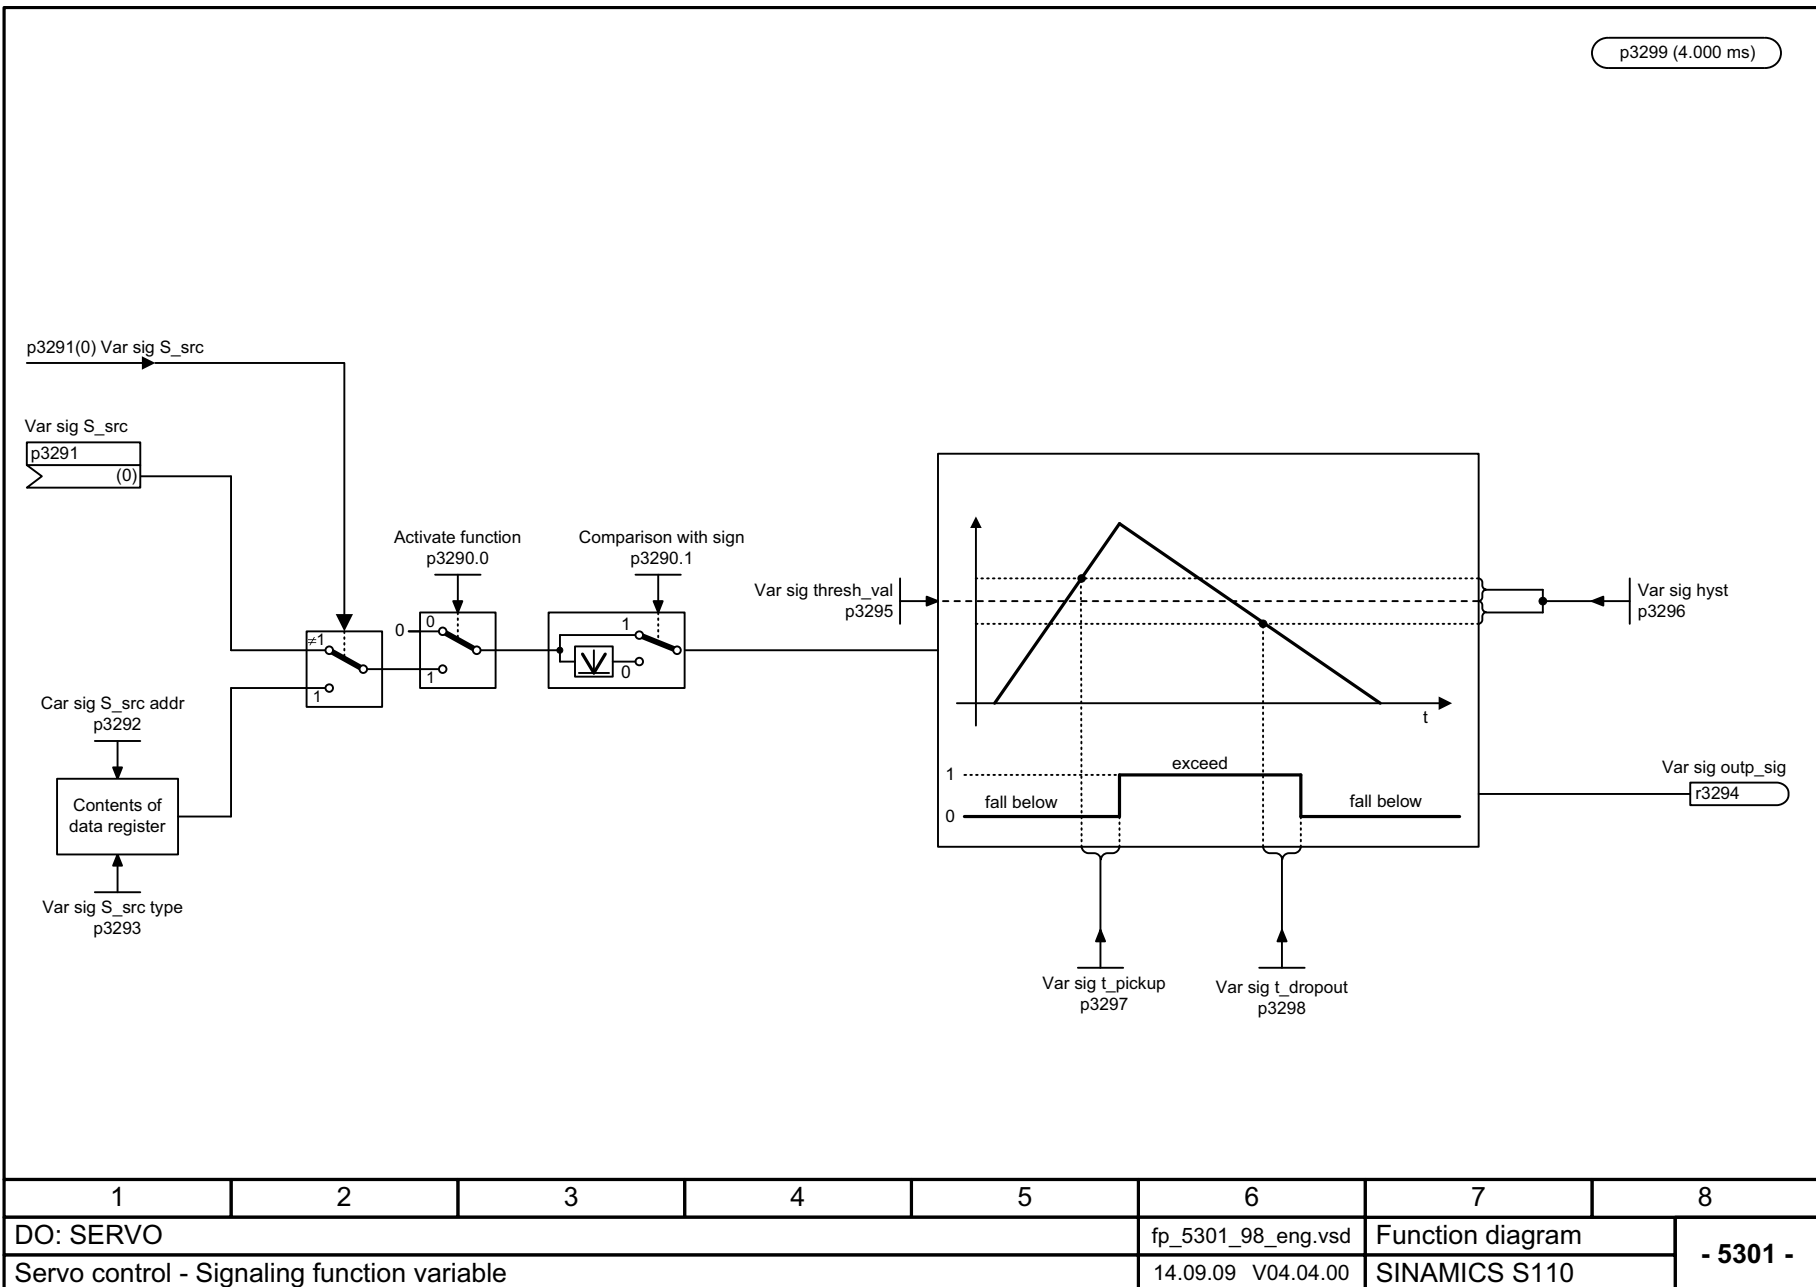 p3299 (4.000 ms)
p3291(0) Var sig S_src
Var sig S_src
p3291
(0)
Activate function
p3290.0
Comparison with sign
p3290.1
Var sig thresh_val
p3295
Var sig hyst
p3296
≠1
1
0
0
1
1
0
Car sig S_src addr
p3292
Contents of
data register
Var sig S_src type
p3293
t
1
exceed
fall below
fall below
0
Var sig outp_sig
r3294
Var sig t_pickup
p3297
Var sig t_dropout
p3298
1 2 3 4 5 6 7 8
DO: SERVO
fp_5301_98_eng.vsd
Function diagram
- 5301 -
Servo control - Signaling function variable
14.09.09 V04.04.00
SINAMICS S110